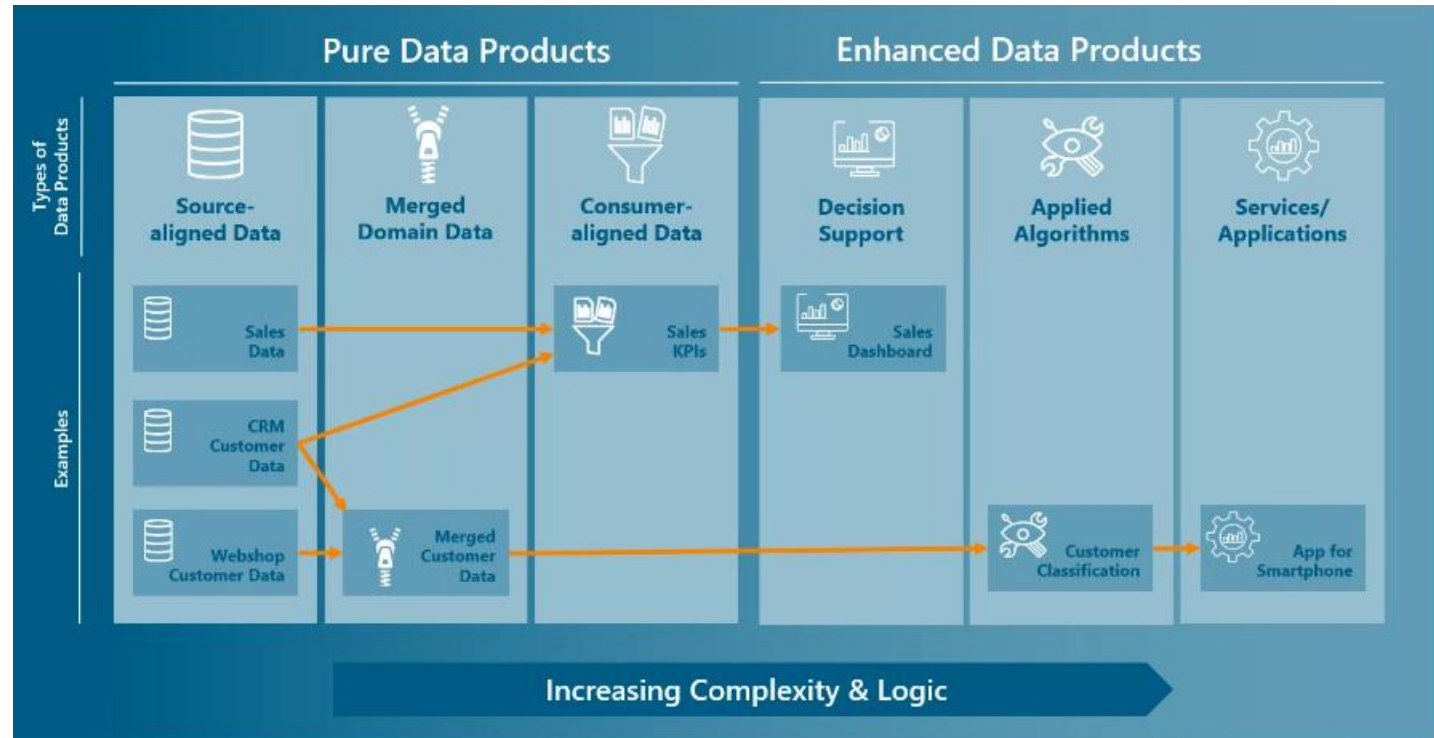 Pure Data Products
Enhanced Data Products
Types of
Data Products
Source-
aligned Data
Merged
Domain Data
Consumer-
aligned Data
Decision
Support
Applied
Algorithms
Services/
Applications
Examples
Sales
Data
Sales
KPIs
Sales
Dashboard
CRM
Customer
Data
Webshop
Customer Data
Merged
Customer
Data
Customer
Classification
App for
Smartphone
Increasing Complexity & Logic